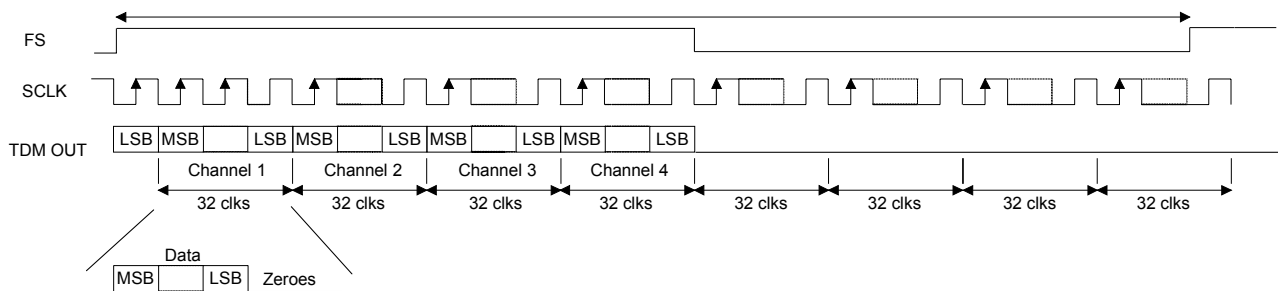 FS
SCLK
TDM OUT
LSB MSB LSB MSB LSB MSB LSB MSB LSB
Channel 1 Channel 2 Channel 3 Channel 4
32 clks 32 clks 32 clks 32 clks 32 clks 32 clks 32 clks 32 clks
Data
MSB LSB Zeroes